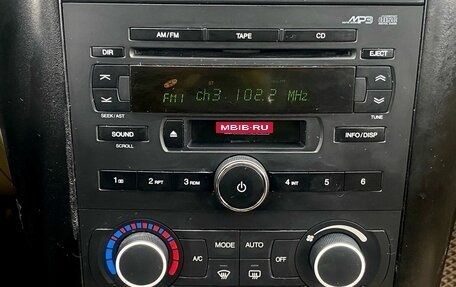 MP3
AM/FM TAPE CD
DIR EJECT
ST
FM1 Ch3 102.2 MHz
SEEK/AST TUNE
SOUND MBIB·RU INFO/DISP
SCROLL
1 2 RPT 3 RDM 4 INT 5 6
MODE AUTO
A/C OFF